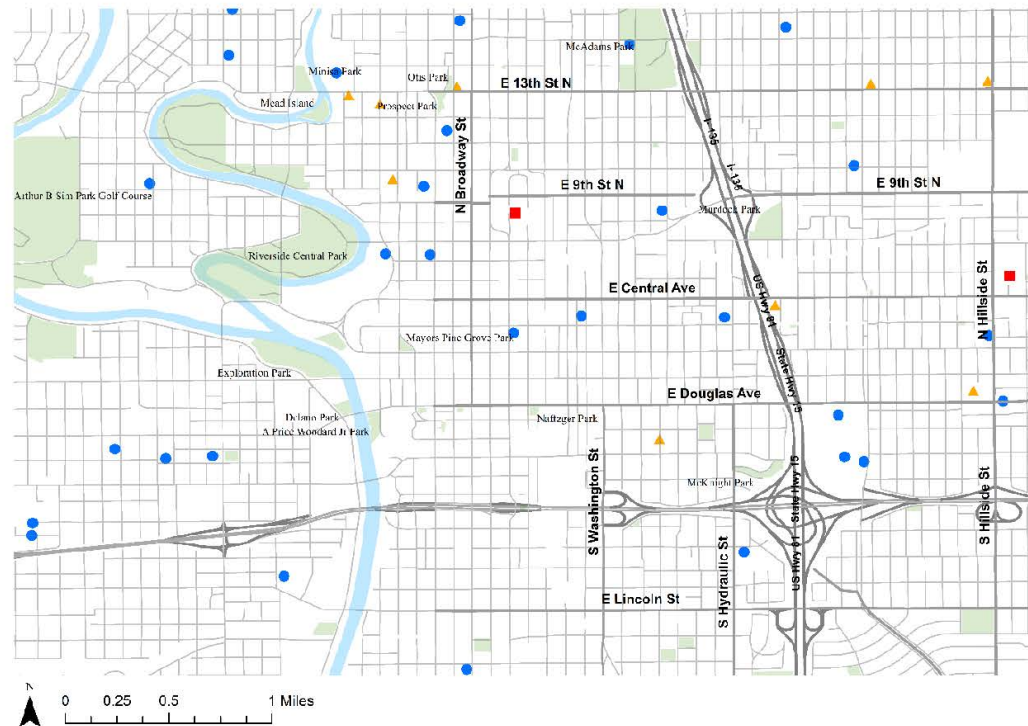 McAdams Park
Minisa Park
Otis Park
E 13th St N
Mead Island
Prospect Park
N Broadway St
I- 135
I- 135
Arthur B Sim Park Golf Course
E 9th St N
E 9th St N
Murdock Park
Riverside Central Park
N Hillside St
E Central Ave
US Hwy 81
Mayors Pine Grove Park
Exploration Park
State Hwy 15
E Douglas Ave
Delano Park
Naftzger Park
A Price Woodard Jr Park
S Washington St
McKnight Park
State Hwy 15
S Hillside St
S Hydraulic St
US Hwy 81
E Lincoln St
N
0 0.25 0.5 1 Miles